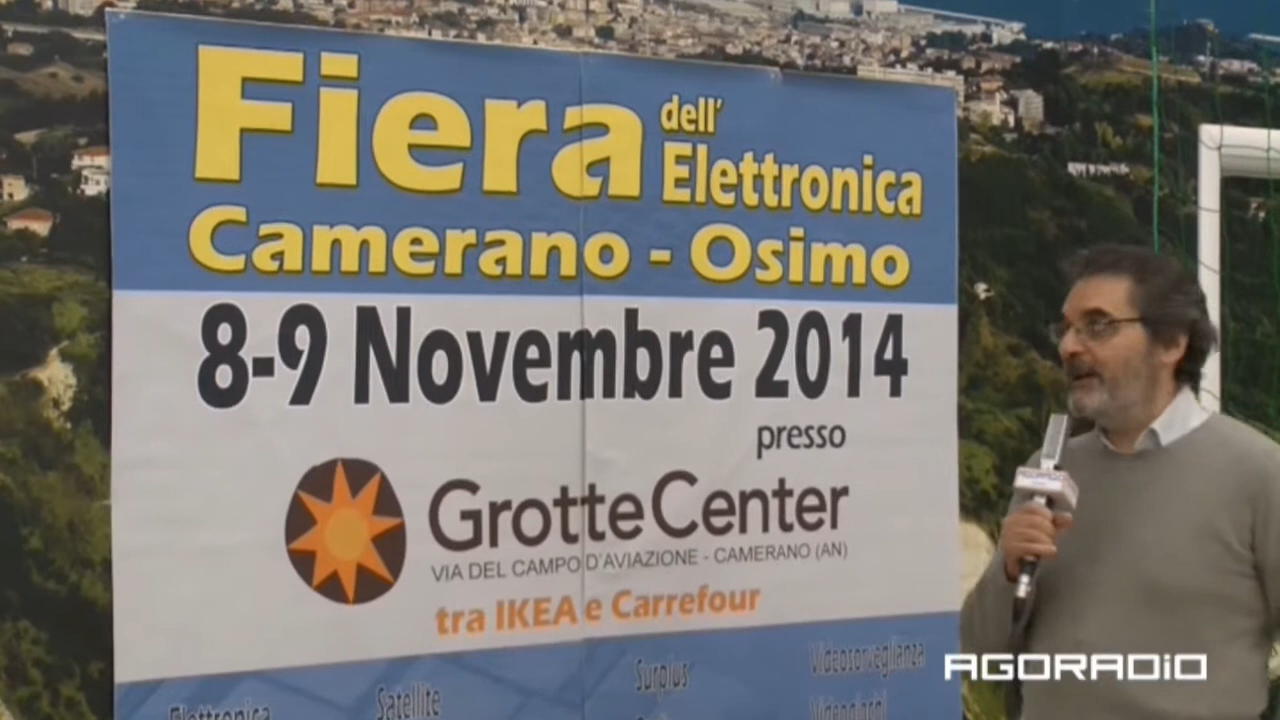 Fiera dell'
Elettronica
Camerano - Osimo
8-9 Novembre 2014
presso
GrotteCenter
VIA DEL CAMPO D'AVIAZIONE - CAMERANO (AN)
tra IKEA e Carrefour
Elettronica
Satellite
Surplus
Videosorveglianza
Videogiochi
AGORADIO